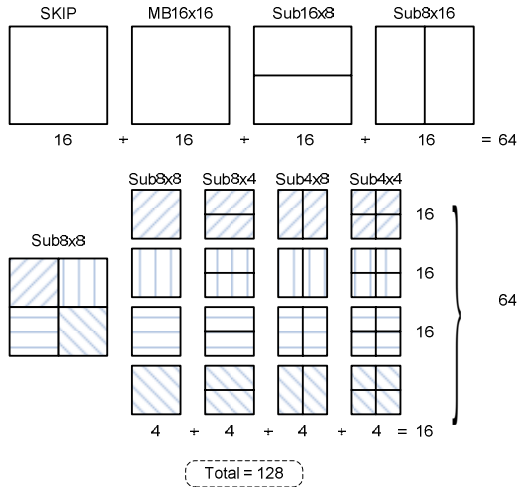 SKIP MB16x16 Sub16x8 Sub8x16
16 + 16 + 16 + 16 = 64
Sub8x8 Sub8x4 Sub4x8 Sub4x4
16
Sub8x8
16
64
16
16
4 + 4 + 4 + 4 = 16
Total = 128